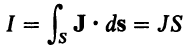 I = ∫_S J · ds = JS